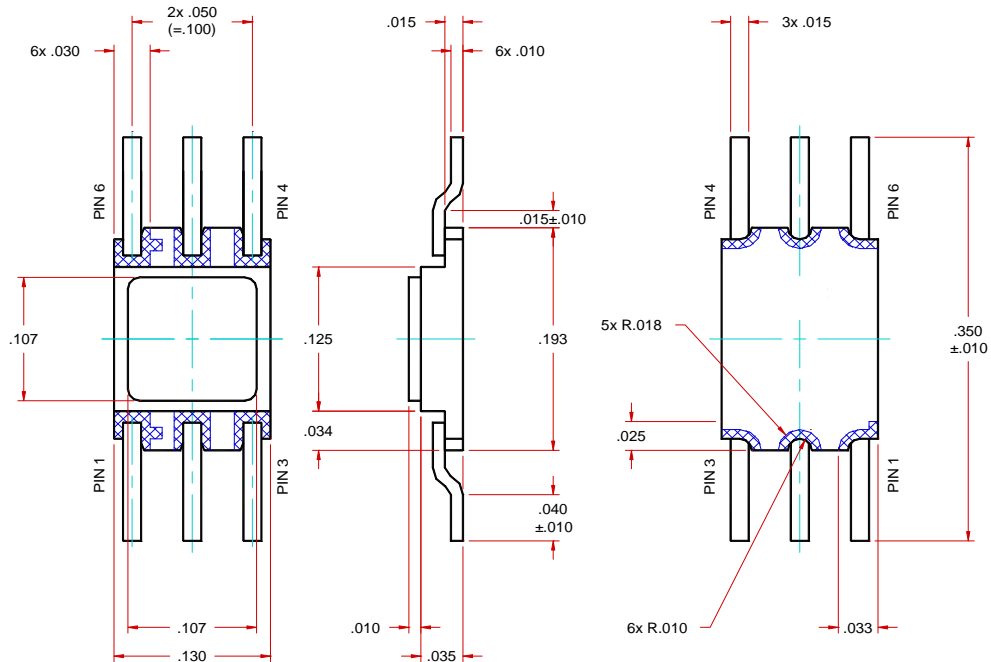 2x .050
(=.100)
6x .030
.015
6x .010
3x .015
PIN 6
PIN 4
PIN 4
PIN 6
.015±.010
.107
.125
.193
5x R.018
.350
±.010
.034
.025
PIN 1
PIN 3
PIN 3
PIN 1
.040
±.010
.107
.010
6x R.010
.033
.130
.035